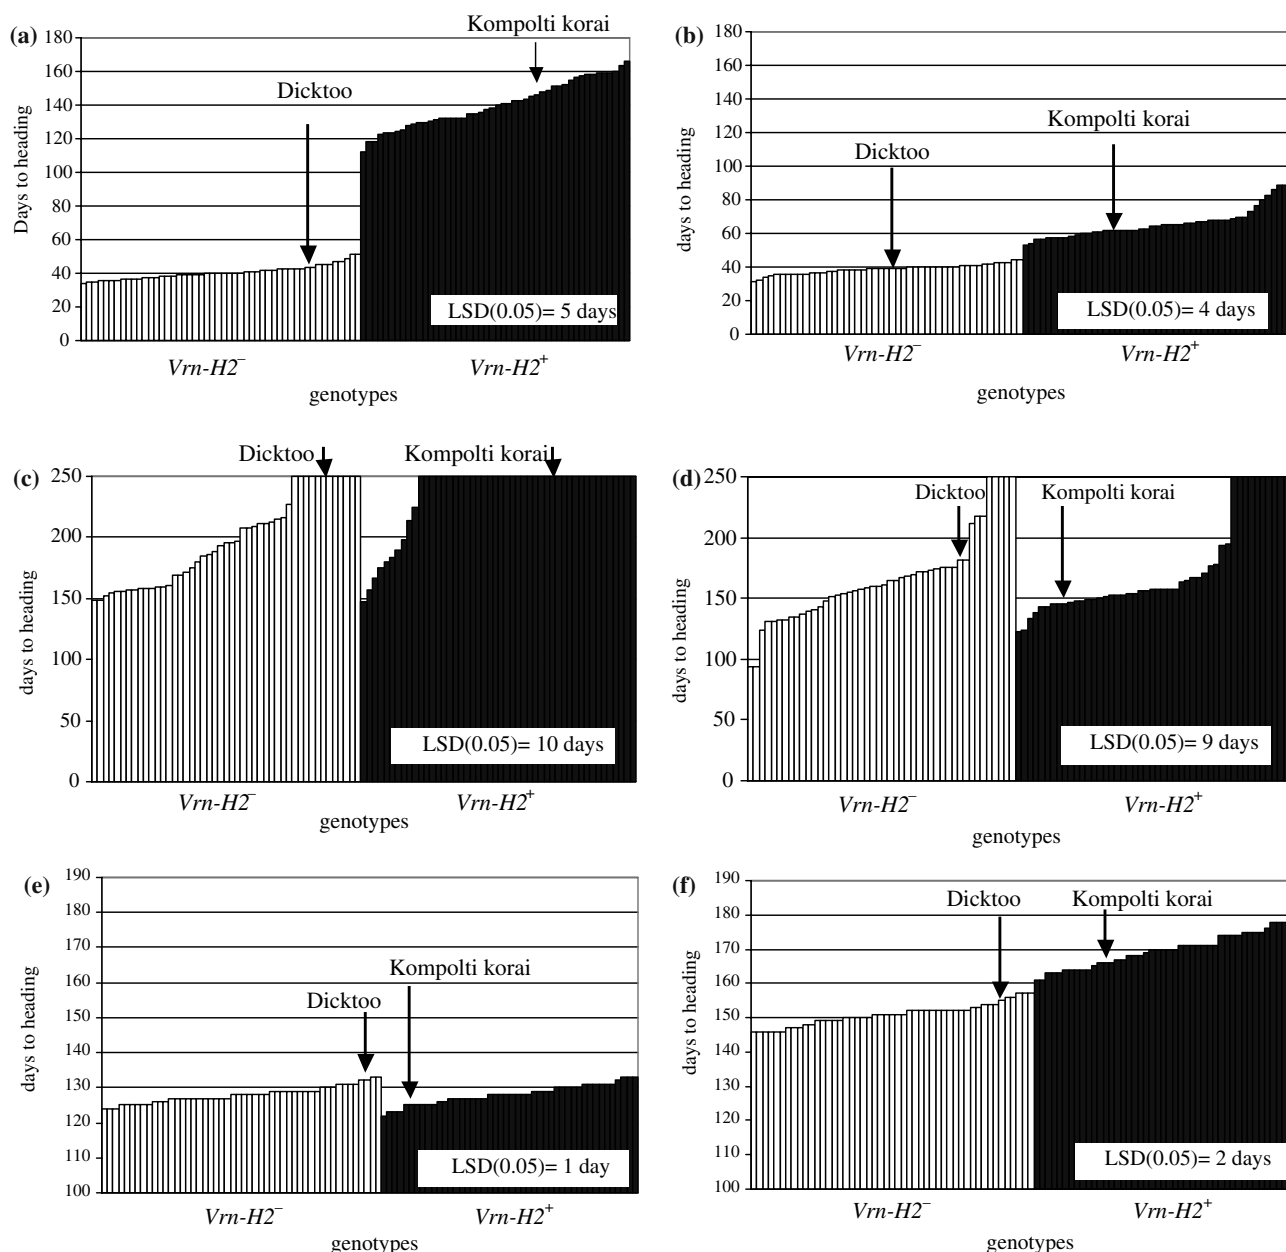 (a)
Kompolti korai
Dicktoo
Days to heading
180
160
140
120
100
80
60
40
20
0
LSD(0.05)= 5 days
Vrn-H2⁻
Vrn-H2⁺
genotypes
(b)
Kompolti korai
Dicktoo
days to heading
180
160
140
120
100
80
60
40
20
0
LSD(0.05)= 4 days
Vrn-H2⁻
Vrn-H2⁺
genotypes
(c)
Dicktoo
Kompolti korai
days to heading
250
200
150
100
50
0
LSD(0.05)= 10 days
Vrn-H2⁻
Vrn-H2⁺
genotypes
(d)
Dicktoo
Kompolti korai
days to heading
250
200
150
100
50
0
LSD(0.05)= 9 days
Vrn-H2⁻
Vrn-H2⁺
genotypes
(e)
Kompolti korai
Dicktoo
days to heading
190
180
170
160
150
140
130
120
110
100
LSD(0.05)= 1 day
Vrn-H2⁻
Vrn-H2⁺
genotypes
(f)
Dicktoo
Kompolti korai
days to heading
190
180
170
160
150
140
130
120
110
100
LSD(0.05)= 2 days
Vrn-H2⁻
Vrn-H2⁺
genotypes